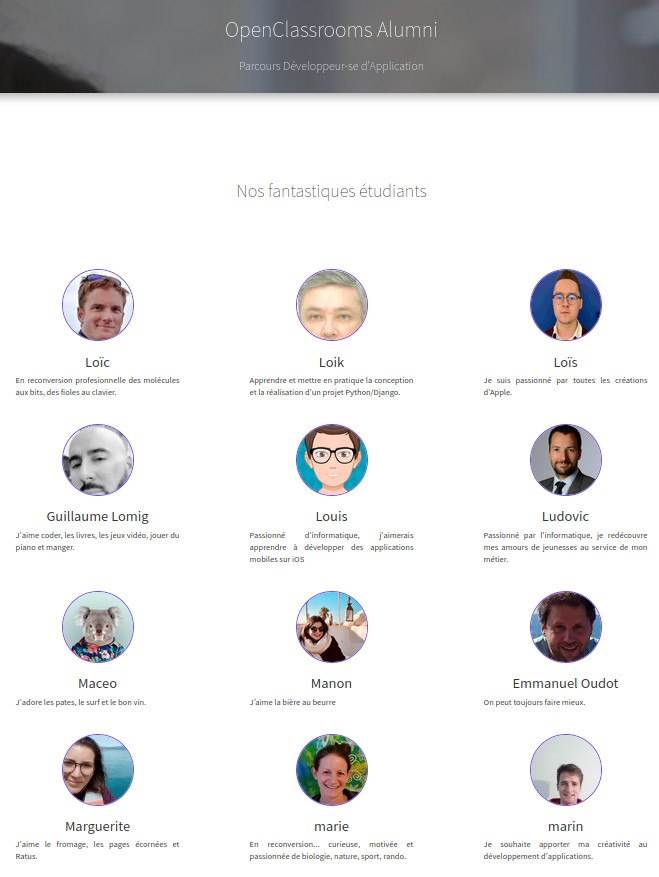 OpenClassrooms Alumni
Parcours Développeur-se d'Application
Nos fantastiques étudiants
Loïc
En reconversion profesionnelle des molécules
aux bits, des fioles au clavier.
Loik
Apprendre et mettre en pratique la conception
et la réalisation d'un projet Python/Django.
Loïs
Je suis passionné par toutes les créations
d'Apple.
Guillaume Lomig
J'aime coder, les livres, les jeux vidéo, jouer du
piano et manger.
Louis
Passionné d'informatique, j'aimerais
apprendre à développer des applications
mobiles sur iOS
Ludovic
Passionné par l'informatique, je redécouvre
mes amours de jeunesses au service de mon
métier.
Maceo
J'adore les pates, le surf et le bon vin.
Manon
J'aime la bière au beurre
Emmanuel Oudot
On peut toujours faire mieux.
Marguerite
J'aime le fromage, les pages écornées et
Ratus.
marie
En reconversion... curieuse, motivée et
passionnée de biologie, nature, sport, rando.
marin
Je souhaite apporter ma créativité au
développement d'applications.